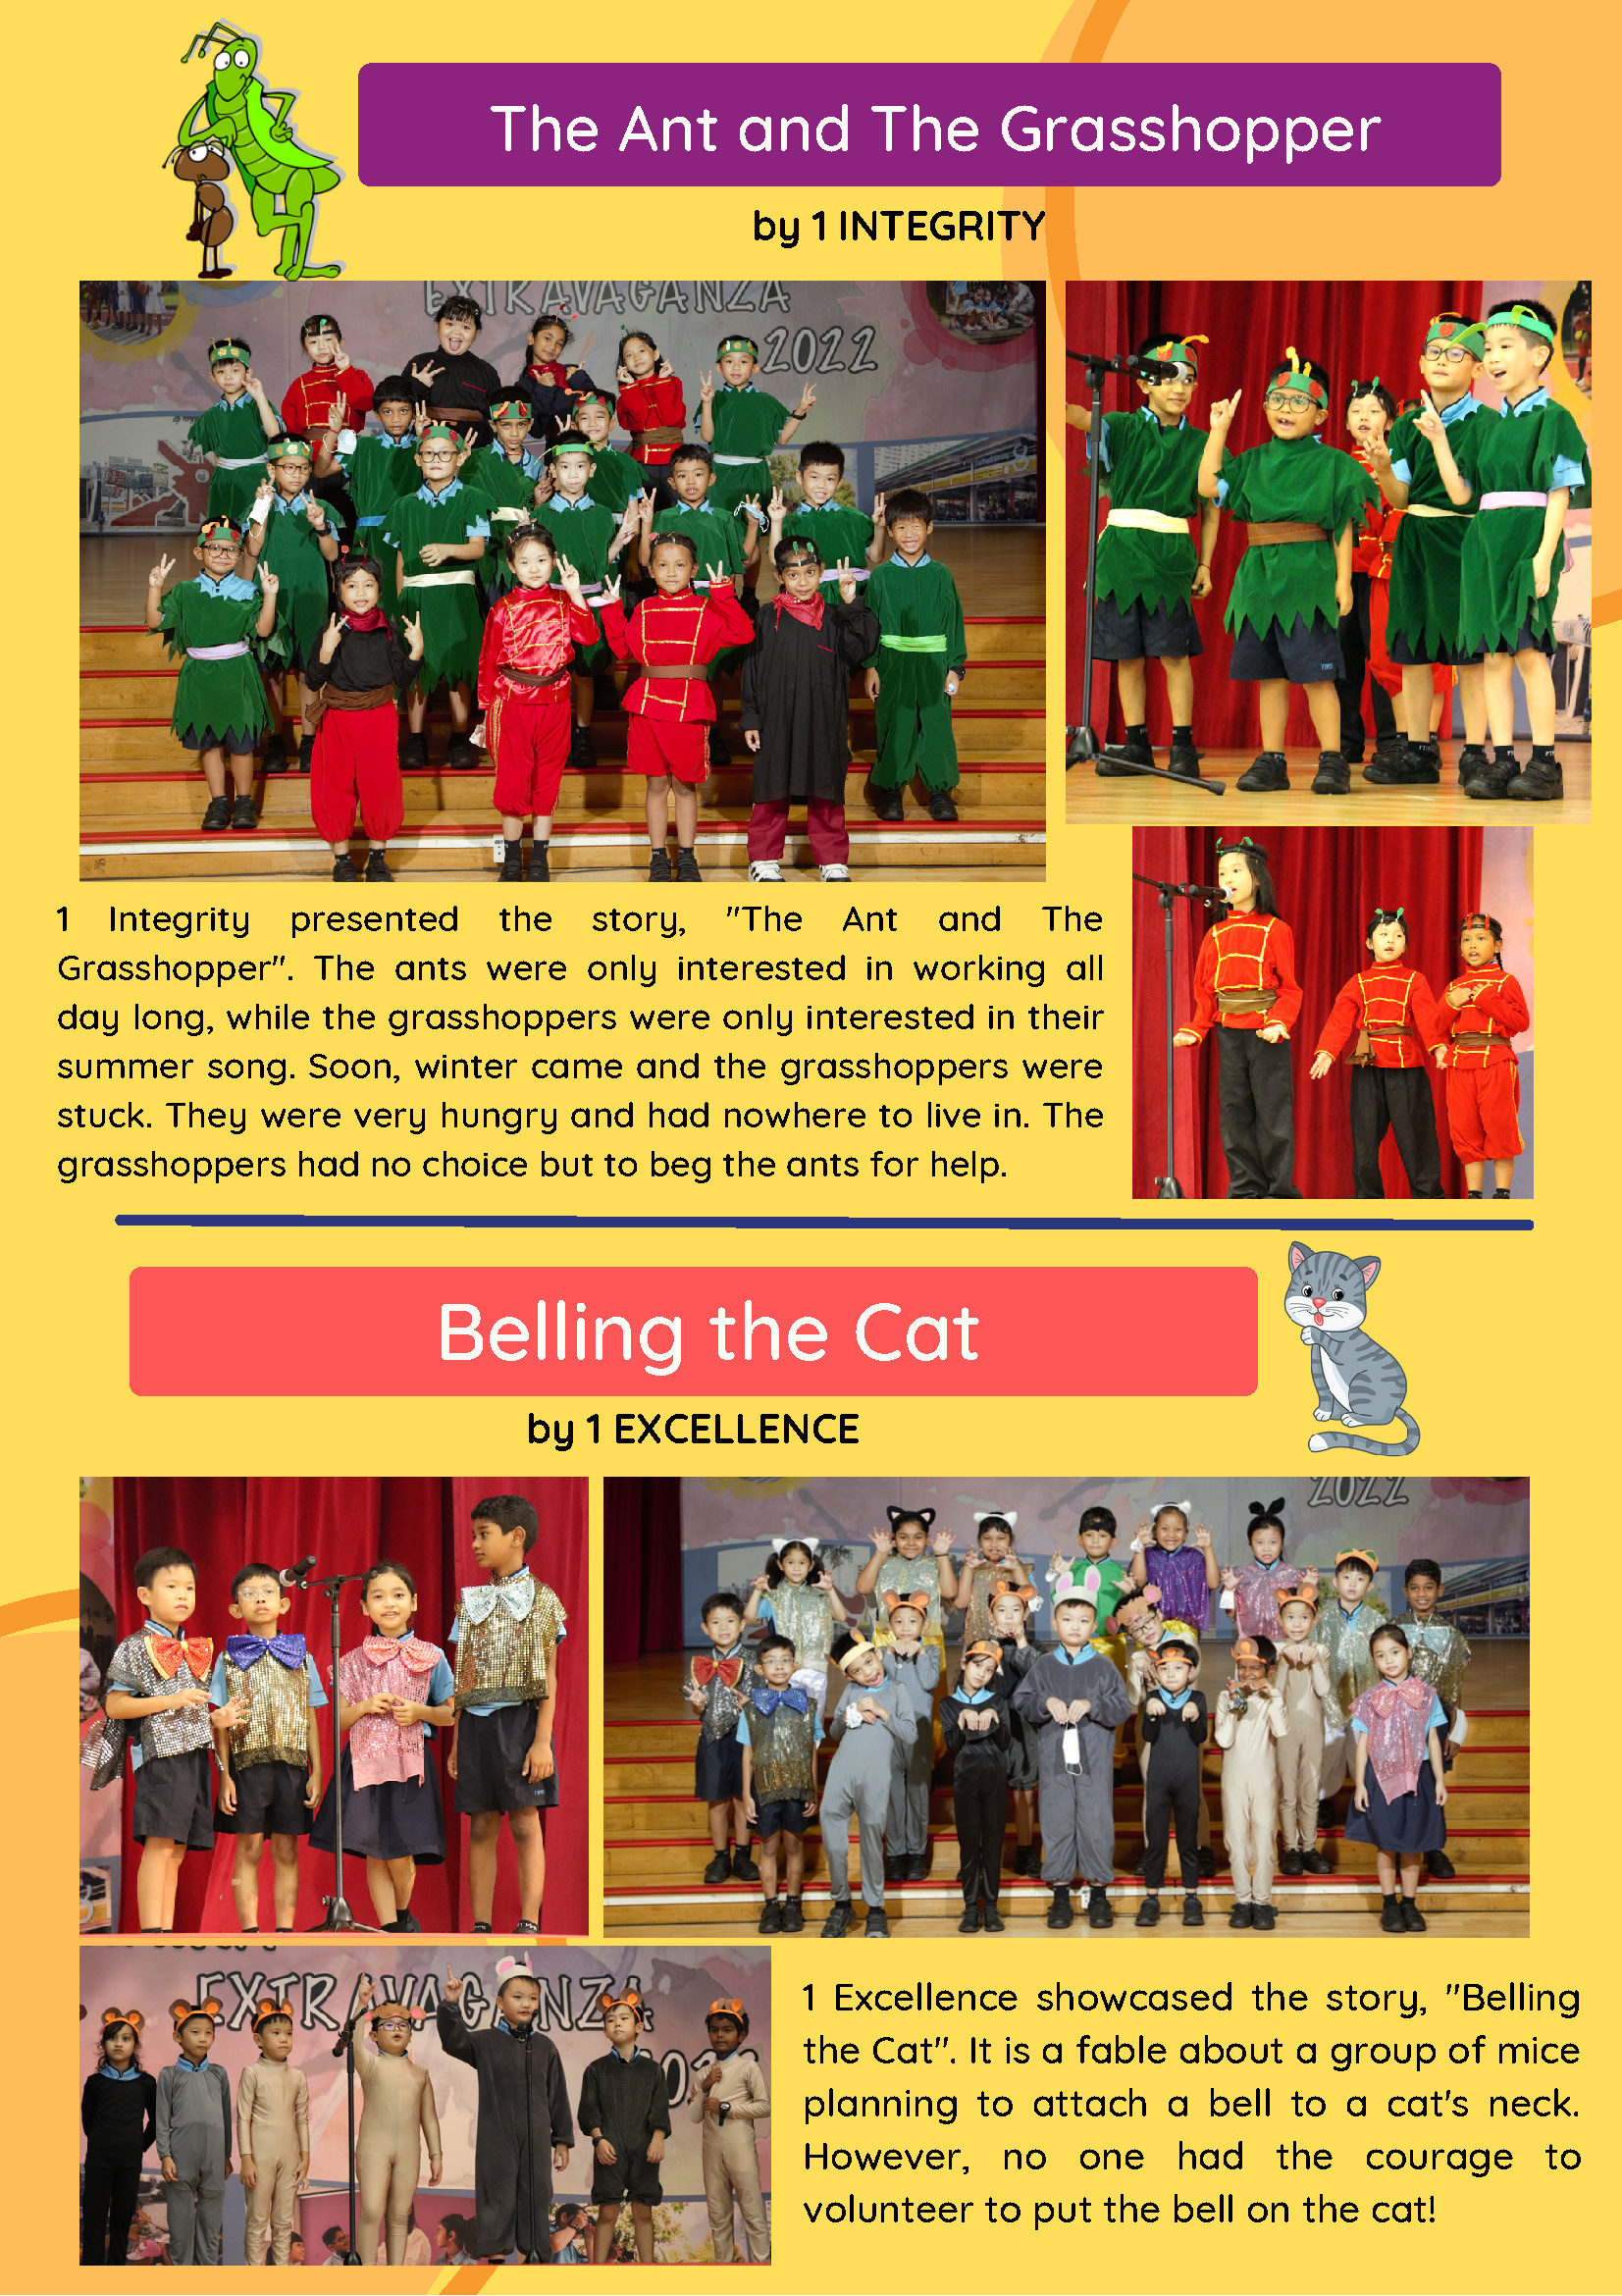 The Ant and The Grasshopper
by 1 INTEGRITY
EXTRAVAGANZA
2022
1 Integrity presented the story, "The Ant and The
Grasshopper". The ants were only interested in working all
day long, while the grasshoppers were only interested in their
summer song. Soon, winter came and the grasshoppers were
stuck. They were very hungry and had nowhere to live in. The
grasshoppers had no choice but to beg the ants for help.
Belling the Cat
by 1 EXCELLENCE
2022
EXTRAVAGANZA
1 Excellence showcased the story, "Belling
the Cat". It is a fable about a group of mice
planning to attach a bell to a cat's neck.
However, no one had the courage to
volunteer to put the bell on the cat!